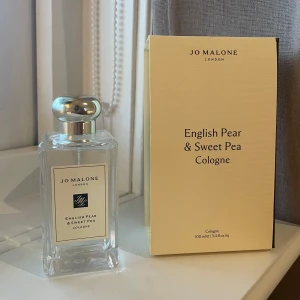 JO MALONE
LONDON
ENGLISH PEAR
& SWEET PEA
COLOGNE
JO MALONE
LONDON
English Pear
& Sweet Pea
Cologne
Cologne